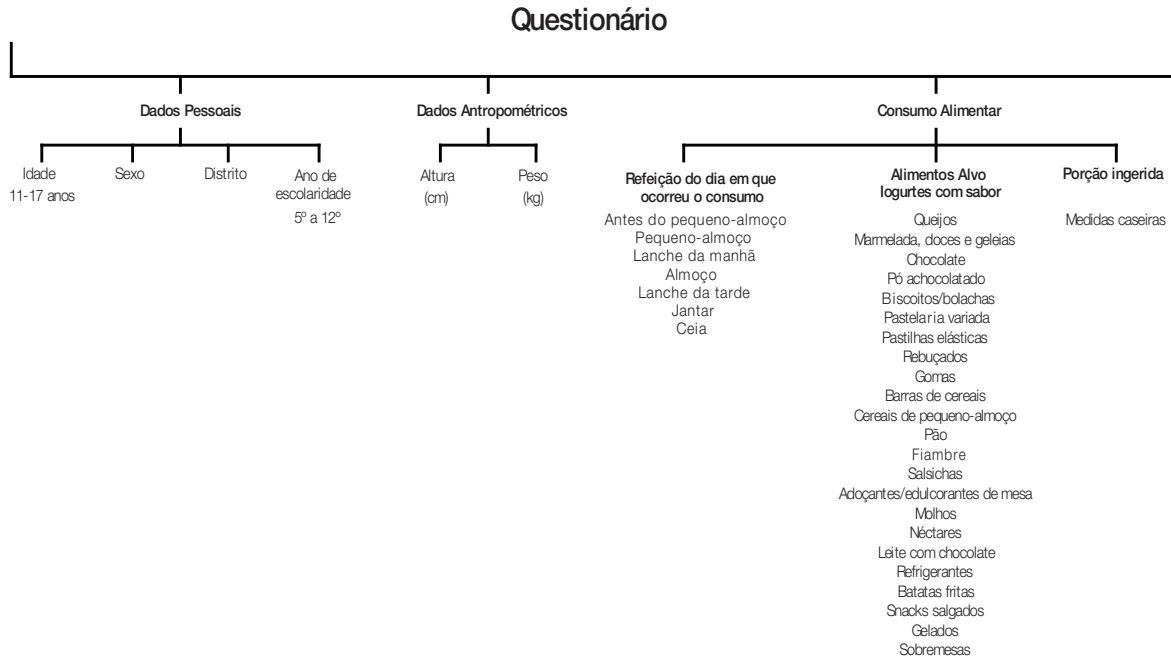 Questionário
Dados Pessoais
Idade
11-17 anos
Sexo
Distrito
Ano de
escolaridade
5º a 12º
Dados Antropométricos
Altura
(cm)
Peso
(kg)
Consumo Alimentar
Refeição do dia em que
ocorreu o consumo
Antes do pequeno-almoço
Pequeno-almoço
Lanche da manhã
Almoço
Lanche da tarde
Jantar
Ceia
Alimentos Alvo
Iogurtes com sabor
Queijos
Marmelada, doces e geleias
Chocolate
Pó achocolatado
Biscoitos/bolachas
Pastelaria variada
Pastilhas elásticas
Rebuçados
Gomas
Barras de cereais
Cereais de pequeno-almoço
Pão
Fiambre
Salsichas
Adoçantes/edulcorantes de mesa
Molhos
Néctares
Leite com chocolate
Refrigerantes
Batatas fritas
Snacks salgados
Gelados
Sobremesas
Porção ingerida
Medidas caseiras